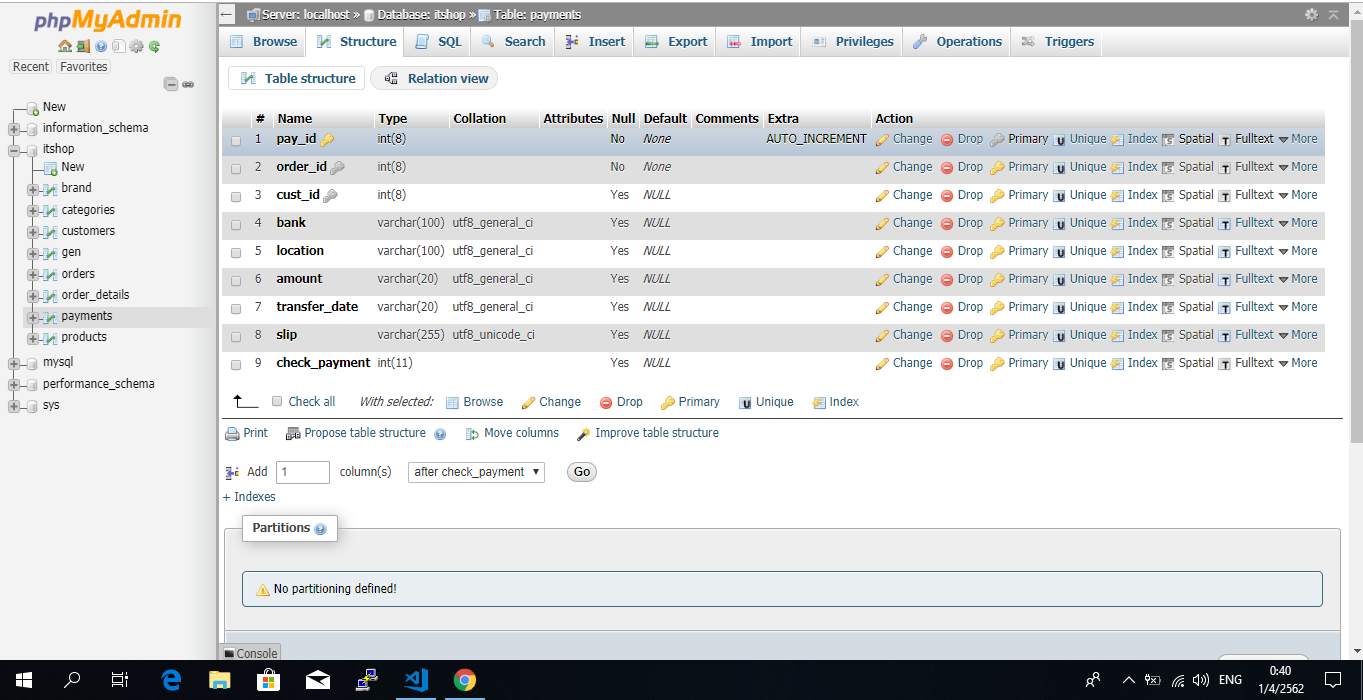 phpMyAdmin
Recent Favorites
New
information_schema
itshop
New
brand
categories
customers
gen
orders
order_details
payments
products
mysql
performance_schema
sys
Server: localhost » Database: itshop » Table: payments
Browse Structure SQL Search Insert Export Import Privileges Operations Triggers
Table structure Relation view
# Name Type Collation Attributes Null Default Comments Extra Action
1 pay_id int(8) No None AUTO_INCREMENT Change Drop Primary Unique Index Spatial Fulltext More
2 order_id int(8) No None Change Drop Primary Unique Index Spatial Fulltext More
3 cust_id int(8) Yes NULL Change Drop Primary Unique Index Spatial Fulltext More
4 bank varchar(100) utf8_general_ci Yes NULL Change Drop Primary Unique Index Spatial Fulltext More
5 location varchar(100) utf8_general_ci Yes NULL Change Drop Primary Unique Index Spatial Fulltext More
6 amount varchar(20) utf8_general_ci Yes NULL Change Drop Primary Unique Index Spatial Fulltext More
7 transfer_date varchar(20) utf8_general_ci Yes NULL Change Drop Primary Unique Index Spatial Fulltext More
8 slip varchar(255) utf8_unicode_ci Yes NULL Change Drop Primary Unique Index Spatial Fulltext More
9 check_payment int(11) Yes NULL Change Drop Primary Unique Index Spatial Fulltext More
Check all With selected: Browse Change Drop Primary Unique Index
Print Propose table structure Move columns Improve table structure
Add 1 column(s) after check_payment Go
+ Indexes
Partitions
No partitioning defined!
Console
ENG
0:40
1/4/2562